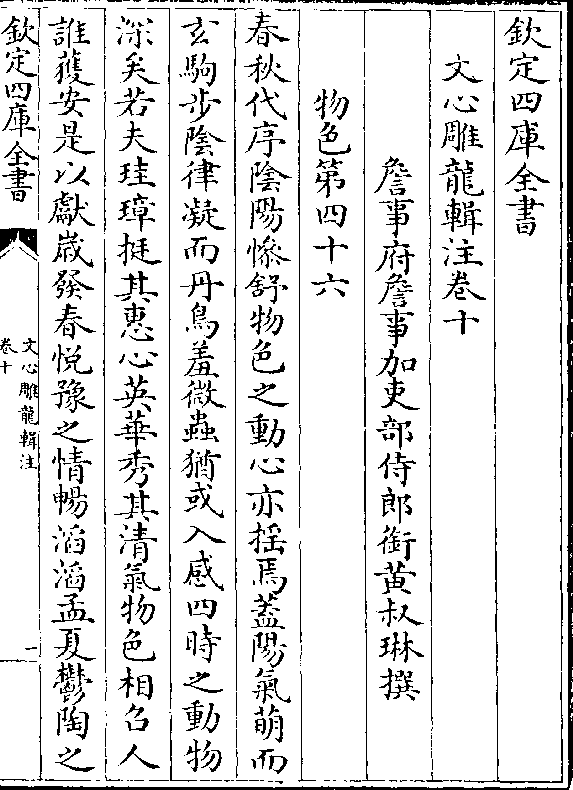 欽定四庫全書
文心雕龍輯注卷十
詹事府詹事加吏部侍郎銜黃叔琳撰
物色第四十六
春秋代序陰陽慘舒物色之動心亦揺焉蓋陽氣萌而
玄駒步陰律凝而丹鳥羞微蟲猶或入感四時之動物
深矣若夫珪璋挺其惠心英華秀其清氣物色相召人
誰獲安是以獻歲發春悅豫之情暢滔滔孟夏鬱陶之
欽定四庫全書
文心雕龍輯注
卷十
一